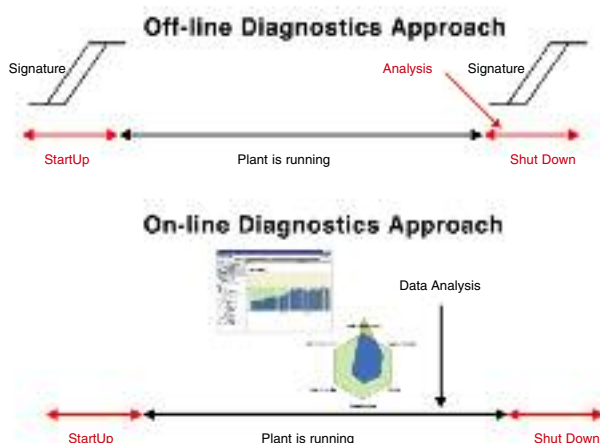 Off-line Diagnostics Approach
Signature
Analysis
Signature
StartUp
Plant is running
Shut Down
On-line Diagnostics Approach
Data Analysis
StartUp
Plant is running
Shut Down